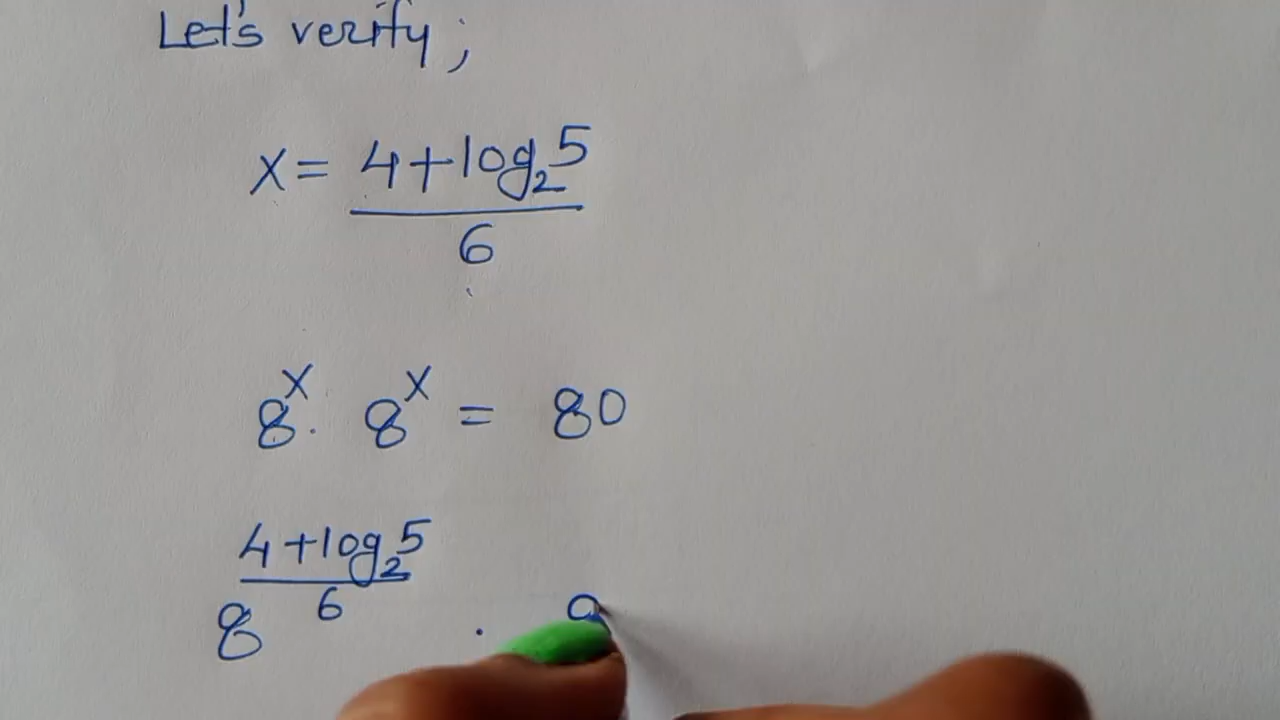 Let's verify;
x = 4+log₂5
6
8ˣ. 8ˣ = 80
4+log₂5
6
8 .